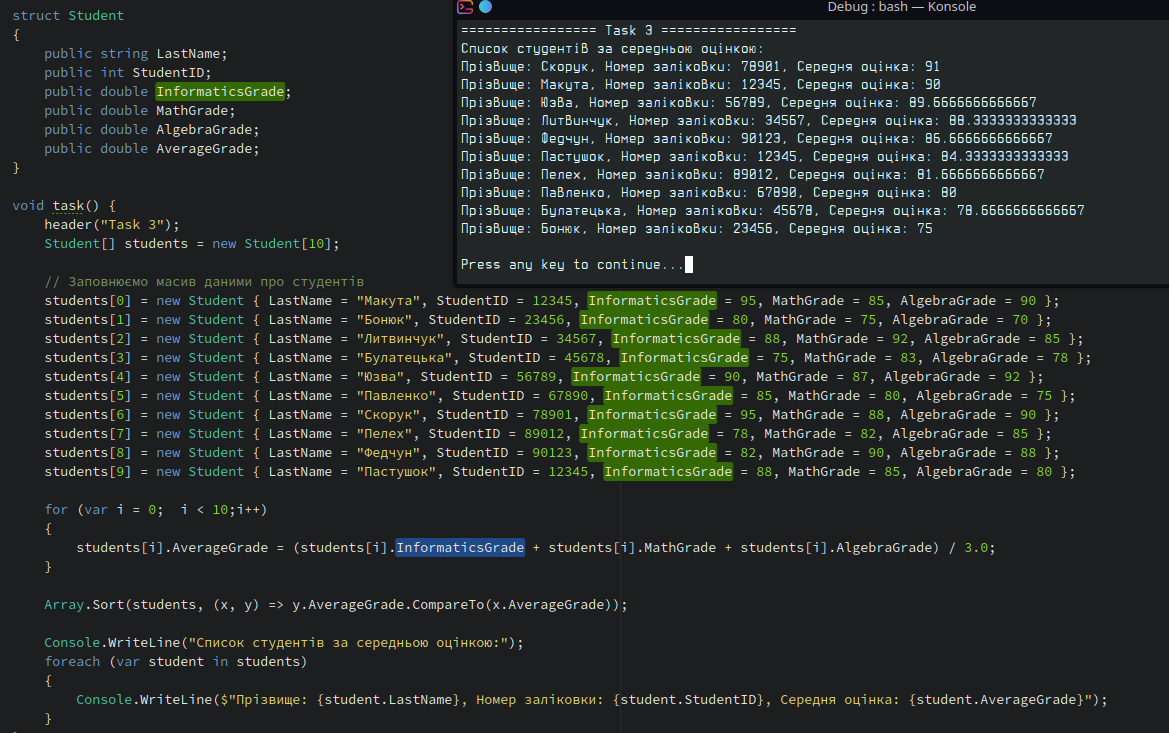 struct Student
{
    public string LastName;
    public int StudentID;
    public double InformaticsGrade;
    public double MathGrade;
    public double AlgebraGrade;
    public double AverageGrade;
}

void task() {
    header("Task 3");
    Student[] students = new Student[10];

    // Заповнюємо масив даними про студентів
    students[0] = new Student { LastName = "Макута", StudentID = 12345, InformaticsGrade = 95, MathGrade = 85, AlgebraGrade = 90 };
    students[1] = new Student { LastName = "Бонюк", StudentID = 23456, InformaticsGrade = 80, MathGrade = 75, AlgebraGrade = 70 };
    students[2] = new Student { LastName = "Литвинчук", StudentID = 34567, InformaticsGrade = 88, MathGrade = 92, AlgebraGrade = 85 };
    students[3] = new Student { LastName = "Булатецька", StudentID = 45678, InformaticsGrade = 75, MathGrade = 83, AlgebraGrade = 78 };
    students[4] = new Student { LastName = "Юзва", StudentID = 56789, InformaticsGrade = 90, MathGrade = 87, AlgebraGrade = 92 };
    students[5] = new Student { LastName = "Павленко", StudentID = 67890, InformaticsGrade = 85, MathGrade = 80, AlgebraGrade = 75 };
    students[6] = new Student { LastName = "Скорук", StudentID = 78901, InformaticsGrade = 95, MathGrade = 88, AlgebraGrade = 90 };
    students[7] = new Student { LastName = "Пелех", StudentID = 89012, InformaticsGrade = 78, MathGrade = 82, AlgebraGrade = 85 };
    students[8] = new Student { LastName = "Федчун", StudentID = 90123, InformaticsGrade = 82, MathGrade = 90, AlgebraGrade = 88 };
    students[9] = new Student { LastName = "Пастушок", StudentID = 12345, InformaticsGrade = 88, MathGrade = 85, AlgebraGrade = 80 };

    for (var i = 0;  i < 10;i++)
    {
        students[i].AverageGrade = (students[i].InformaticsGrade + students[i].MathGrade + students[i].AlgebraGrade) / 3.0;
    }

    Array.Sort(students, (x, y) => y.AverageGrade.CompareTo(x.AverageGrade));

    Console.WriteLine("Список студентів за середньою оцінкою:");
    foreach (var student in students)
    {
        Console.WriteLine($"Прізвище: {student.LastName}, Номер заліковки: {student.StudentID}, Середня оцінка: {student.AverageGrade}");
    }

Debug : bash — Konsole
================= Task 3 =================
Список студентів за середньою оцінкою:
Прізвище: Скорук, Номер заліковки: 78901, Середня оцінка: 91
Прізвище: Макута, Номер заліковки: 12345, Середня оцінка: 90
Прізвище: Юзва, Номер заліковки: 56789, Середня оцінка: 89.6666666666667
Прізвище: Литвинчук, Номер заліковки: 34567, Середня оцінка: 88.3333333333333
Прізвище: Федчун, Номер заліковки: 90123, Середня оцінка: 86.6666666666667
Прізвище: Пастушок, Номер заліковки: 12345, Середня оцінка: 84.3333333333333
Прізвище: Пелех, Номер заліковки: 89012, Середня оцінка: 81.6666666666667
Прізвище: Павленко, Номер заліковки: 67890, Середня оцінка: 80
Прізвище: Булатецька, Номер заліковки: 45678, Середня оцінка: 78.6666666666667
Прізвище: Бонюк, Номер заліковки: 23456, Середня оцінка: 75

Press any key to continue...